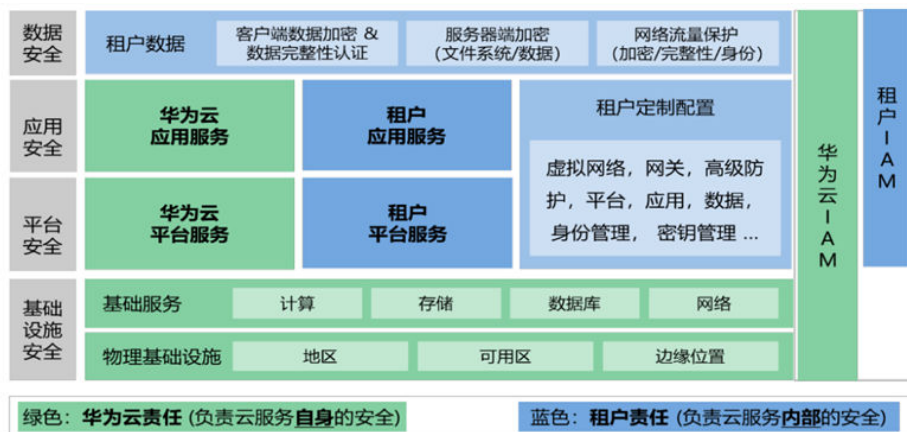 数据
安全
租户数据
客户端数据加密 &
数据完整性认证
服务器端加密
(文件系统/数据)
网络流量保护
(加密/完整性/身份)
应用
安全
华为云
应用服务
租户
应用服务
租户定制配置
虚拟网络，网关，高级防
护，平台，应用，数据，
身份管理， 密钥管理 ...
平台
安全
华为云
平台服务
租户
平台服务
基础
设施
安全
基础服务
计算
存储
数据库
网络
物理基础设施
地区
可用区
边缘位置
华为云IAM
租户IAM
绿色：华为云责任 (负责云服务自身的安全)
蓝色：租户责任 (负责云服务内部的安全)